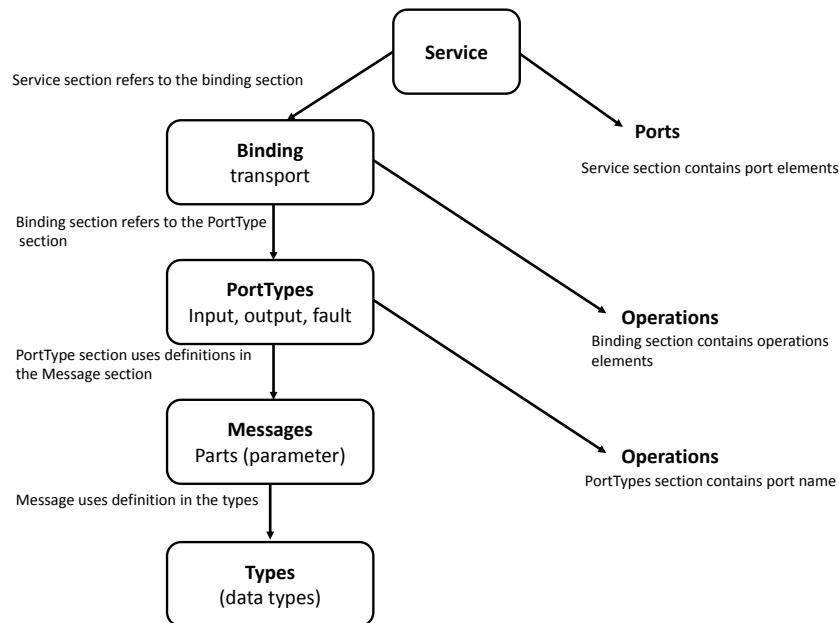 Service
Service section refers to the binding section
Ports
Binding
transport
Service section contains port elements
Binding section refers to the PortType
section
PortTypes
Input, output, fault
Operations
Binding section contains operations
elements
PortType section uses definitions in
the Message section
Messages
Parts (parameter)
Operations
PortTypes section contains port name
Message uses definition in the types
Types
(data types)